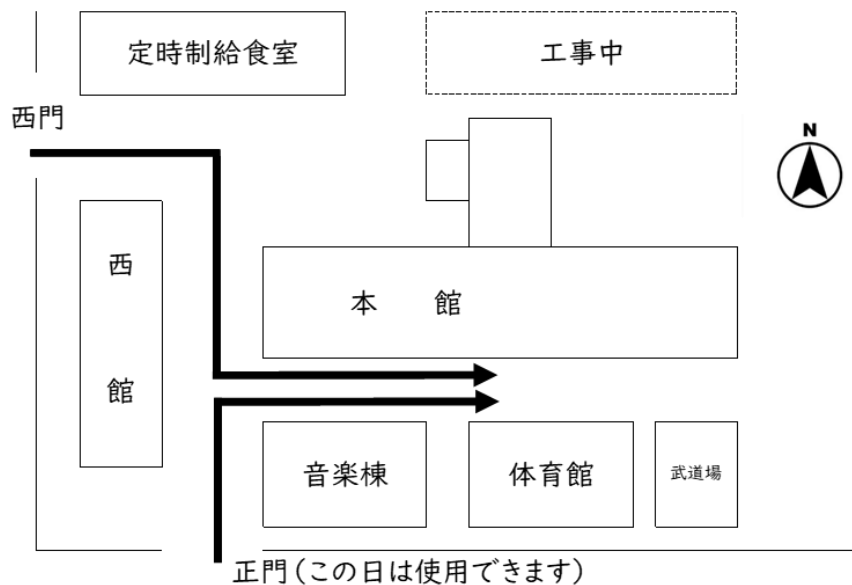 定時制給食室
工事中
西門
N
西館
本館
音楽棟
体育館
武道場
正門(この日は使用できます)